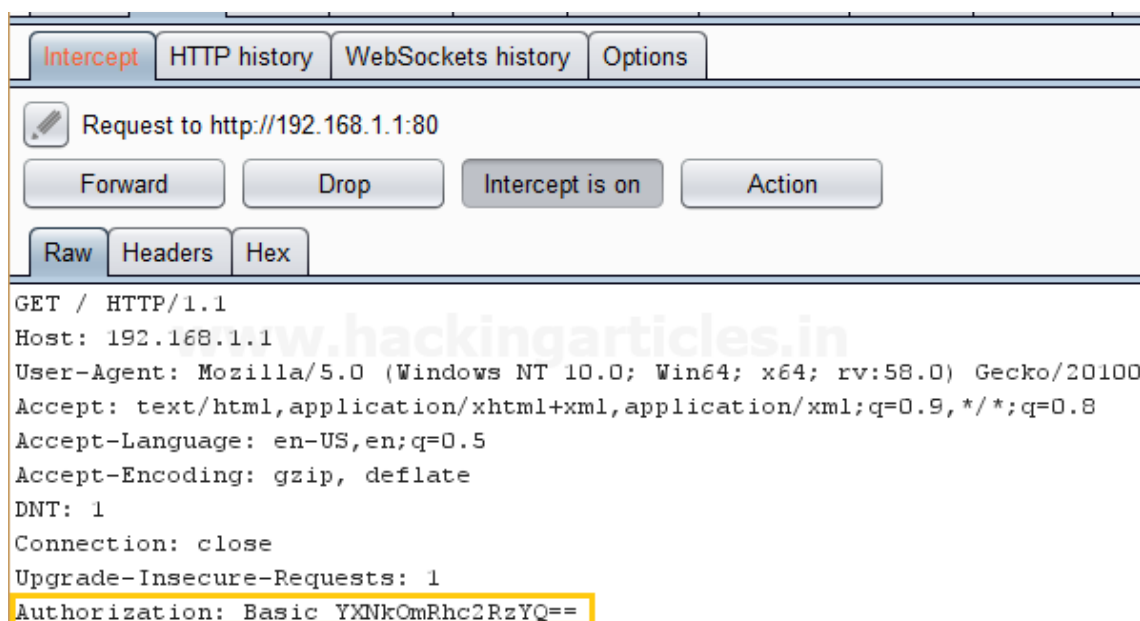 Intercept HTTP history WebSockets history Options
Request to http://192.168.1.1:80
Forward Drop Intercept is on Action
Raw Headers Hex
GET / HTTP/1.1
www.hackingarticles.in
Host: 192.168.1.1
User-Agent: Mozilla/5.0 (Windows NT 10.0; Win64; x64; rv:58.0) Gecko/20100
Accept: text/html,application/xhtml+xml,application/xml;q=0.9,*/*;q=0.8
Accept-Language: en-US,en;q=0.5
Accept-Encoding: gzip, deflate
DNT: 1
Connection: close
Upgrade-Insecure-Requests: 1
Authorization: Basic YXNkOmRhc2RzYQ==